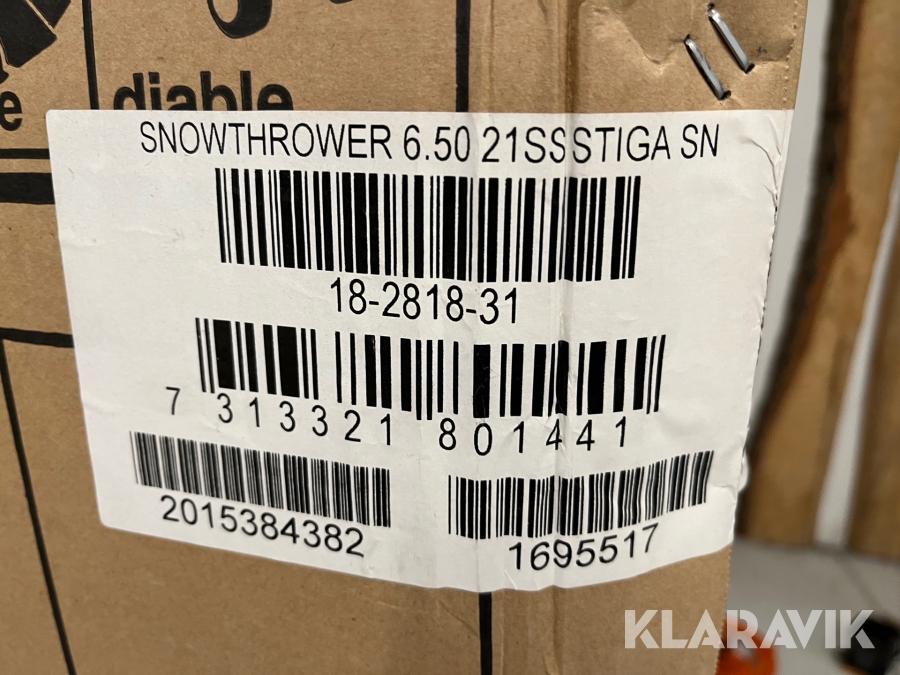 diable
SNOWTHROWER 6.50 21SSSTIGA SN
18-2818-31
7 313321 801441
2015384382
1695517
KLARAVIK